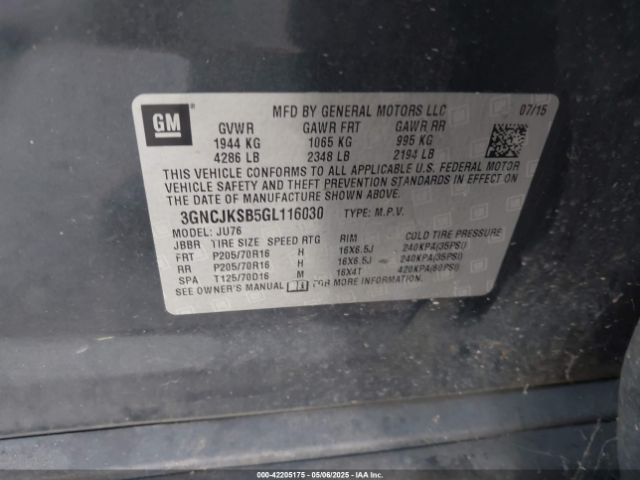 GM
MFD BY GENERAL MOTORS LLC 07/15
GVWR GAWR FRT GAWR RR
1944 KG 1065 KG 995 KG
4286 LB 2348 LB 2194 LB
THIS VEHICLE CONFORMS TO ALL APPLICABLE U.S. FEDERAL MOTOR
VEHICLE SAFETY AND THEFT PREVENTION STANDARDS IN EFFECT ON
THE DATE OF MANUFACTURE SHOWN ABOVE.
3GNCJKSB5GL116030 TYPE: M.P.V.
MODEL: JU76
JBBR TIRE SIZE SPEED RTG RIM COLD TIRE PRESSURE
FRT P205/70R16 H 16X6.5J 240KPA(35PSI)
RR P205/70R16 H 16X6.5J 240KPA(35PSI)
SPA T125/70D16 M 16X4T 420KPA(60PSI)
SEE OWNER'S MANUAL FOR MORE INFORMATION.
000-42205175 - 05/06/2025 - IAAI.COM